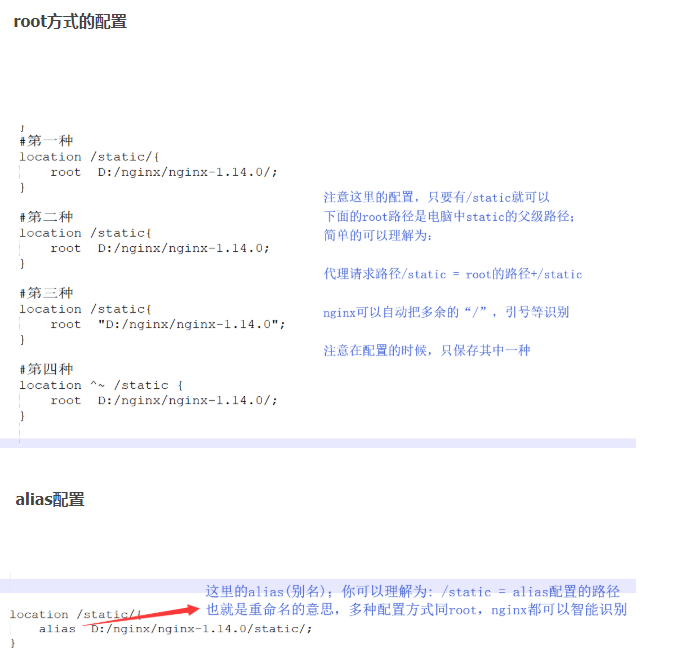 root方式的配置
}
#第一种
location /static/{
root D:/nginx/nginx-1.14.0/;
}
#第二种
location /static{
root D:/nginx/nginx-1.14.0;
}
#第三种
location /static{
root "D:/nginx/nginx-1.14.0";
}
#第四种
location ^~ /static {
root D:/nginx/nginx-1.14.0/;
}
注意这里的配置，只要有/static就可以
下面的root路径是电脑中static的父级路径；
简单的可以理解为：
代理请求路径/static = root的路径+/static
nginx可以自动把多余的“/”，引号等识别
注意在配置的时候，只保存其中一种
alias配置
这里的alias(别名)；你可以理解为: /static = alias配置的路径
也就是重命名的意思，多种配置方式同root，nginx都可以智能识别
location /static/{
alias D:/nginx/nginx-1.14.0/static/;
}